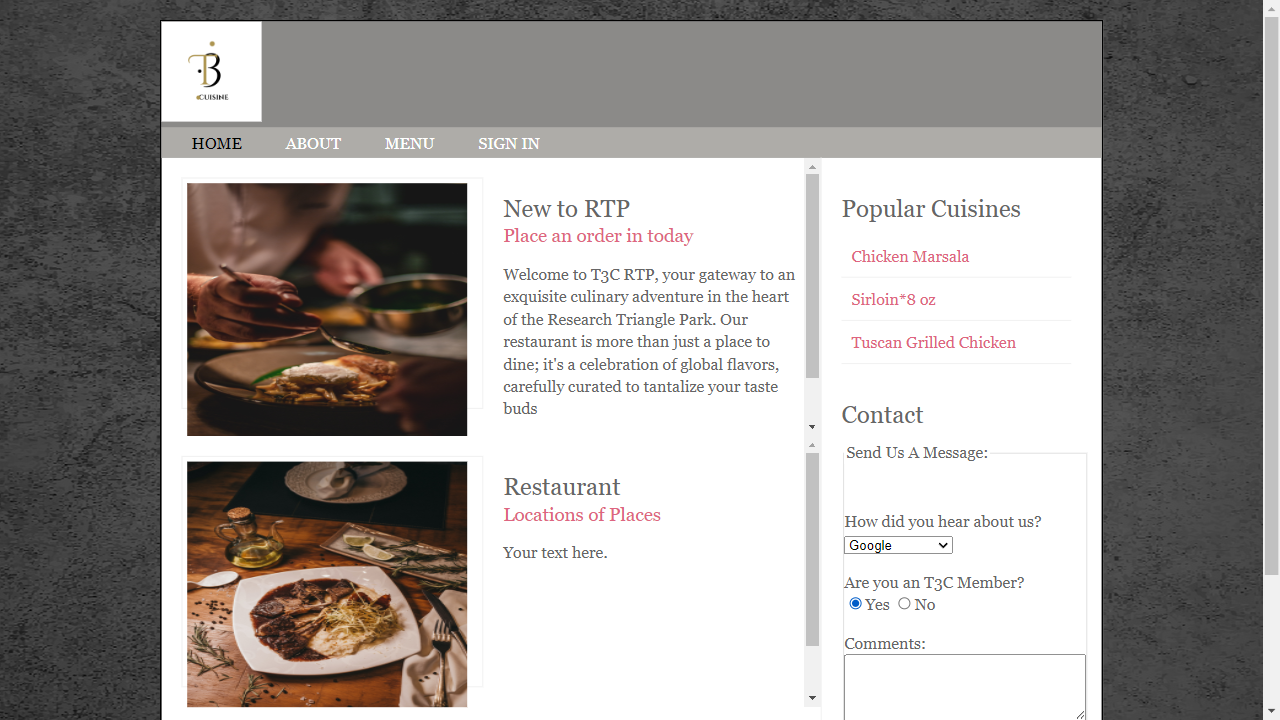 T3
CUISINE
HOME ABOUT MENU SIGN IN
New to RTP
Place an order in today
Welcome to T3C RTP, your gateway to an
exquisite culinary adventure in the heart
of the Research Triangle Park. Our
restaurant is more than just a place to
dine; it's a celebration of global flavors,
carefully curated to tantalize your taste
buds
Restaurant
Locations of Places
Your text here.
Popular Cuisines
Chicken Marsala
Sirloin*8 oz
Tuscan Grilled Chicken
Contact
Send Us A Message:
How did you hear about us?
Google
Are you an T3C Member?
Yes No
Comments: